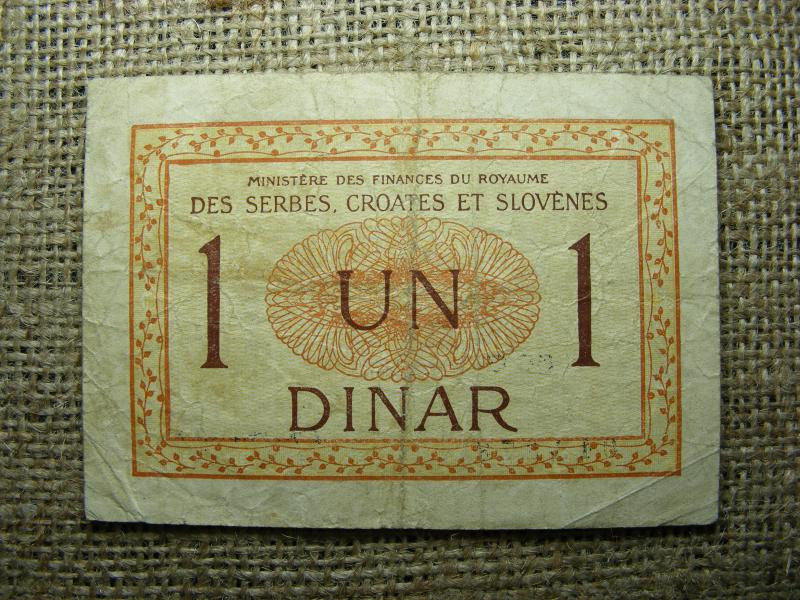 MINISTÈRE DES FINANCES DU ROYAUME
DES SERBES, CROATES ET SLOVÈNES
1 UN 1
DINAR